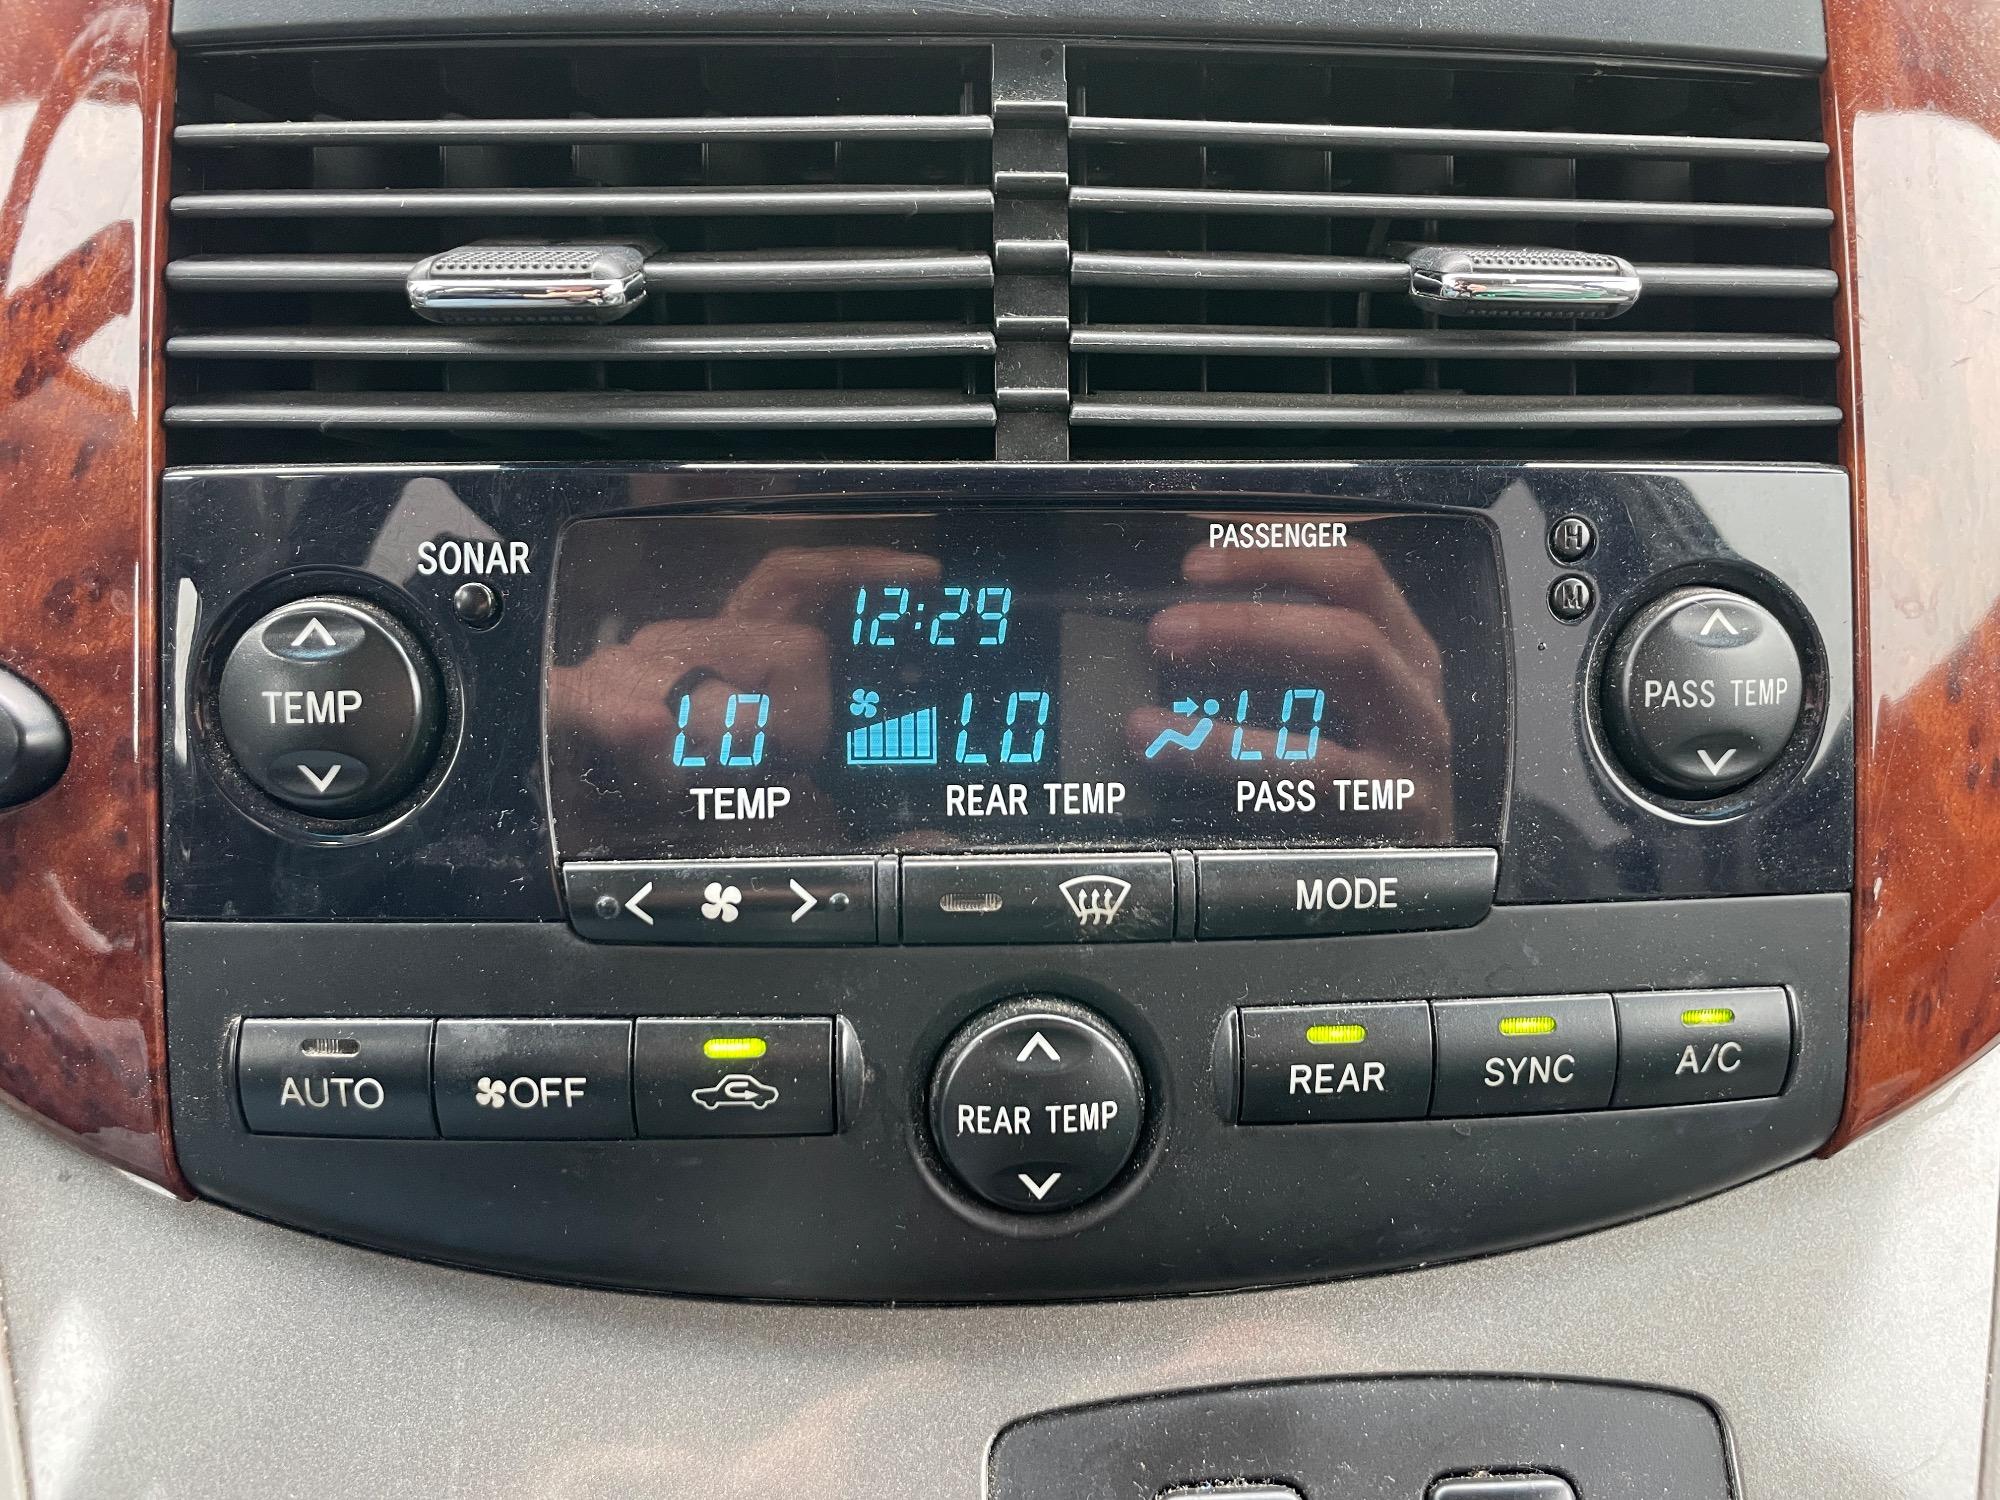 PASSENGER
H
SONAR
12:29
M
TEMP
LO
LO
LO
PASS TEMP
TEMP
REAR TEMP
PASS TEMP
MODE
AUTO
OFF
REAR TEMP
REAR
SYNC
A/C